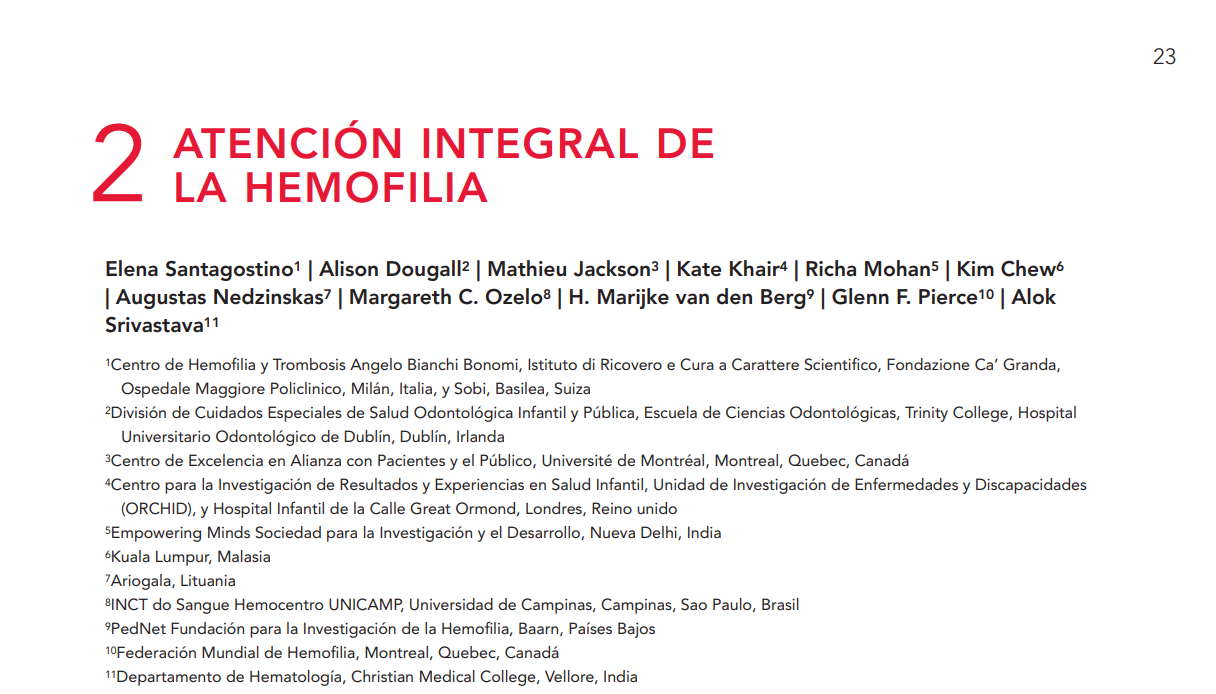 23
2 ATENCIÓN INTEGRAL DE
LA HEMOFILIA
Elena Santagostino¹ | Alison Dougall² | Mathieu Jackson³ | Kate Khair⁴ | Richa Mohan⁵ | Kim Chew⁶
| Augustas Nedzinskas⁷ | Margareth C. Ozelo⁸ | H. Marijke van den Berg⁹ | Glenn F. Pierce¹⁰ | Alok
Srivastava¹¹
¹Centro de Hemofilia y Trombosis Angelo Bianchi Bonomi, Istituto di Ricovero e Cura a Carattere Scientifico, Fondazione Ca’ Granda,
Ospedale Maggiore Policlinico, Milán, Italia, y Sobi, Basilea, Suiza
²División de Cuidados Especiales de Salud Odontológica Infantil y Pública, Escuela de Ciencias Odontológicas, Trinity College, Hospital
Universitario Odontológico de Dublín, Dublín, Irlanda
³Centro de Excelencia en Alianza con Pacientes y el Público, Université de Montréal, Montreal, Quebec, Canadá
⁴Centro para la Investigación de Resultados y Experiencias en Salud Infantil, Unidad de Investigación de Enfermedades y Discapacidades
(ORCHID), y Hospital Infantil de la Calle Great Ormond, Londres, Reino unido
⁵Empowering Minds Sociedad para la Investigación y el Desarrollo, Nueva Delhi, India
⁶Kuala Lumpur, Malasia
⁷Ariogala, Lituania
⁸INCT do Sangue Hemocentro UNICAMP, Universidad de Campinas, Campinas, Sao Paulo, Brasil
⁹PedNet Fundación para la Investigación de la Hemofilia, Baarn, Países Bajos
¹⁰Federación Mundial de Hemofilia, Montreal, Quebec, Canadá
¹¹Departamento de Hematología, Christian Medical College, Vellore, India